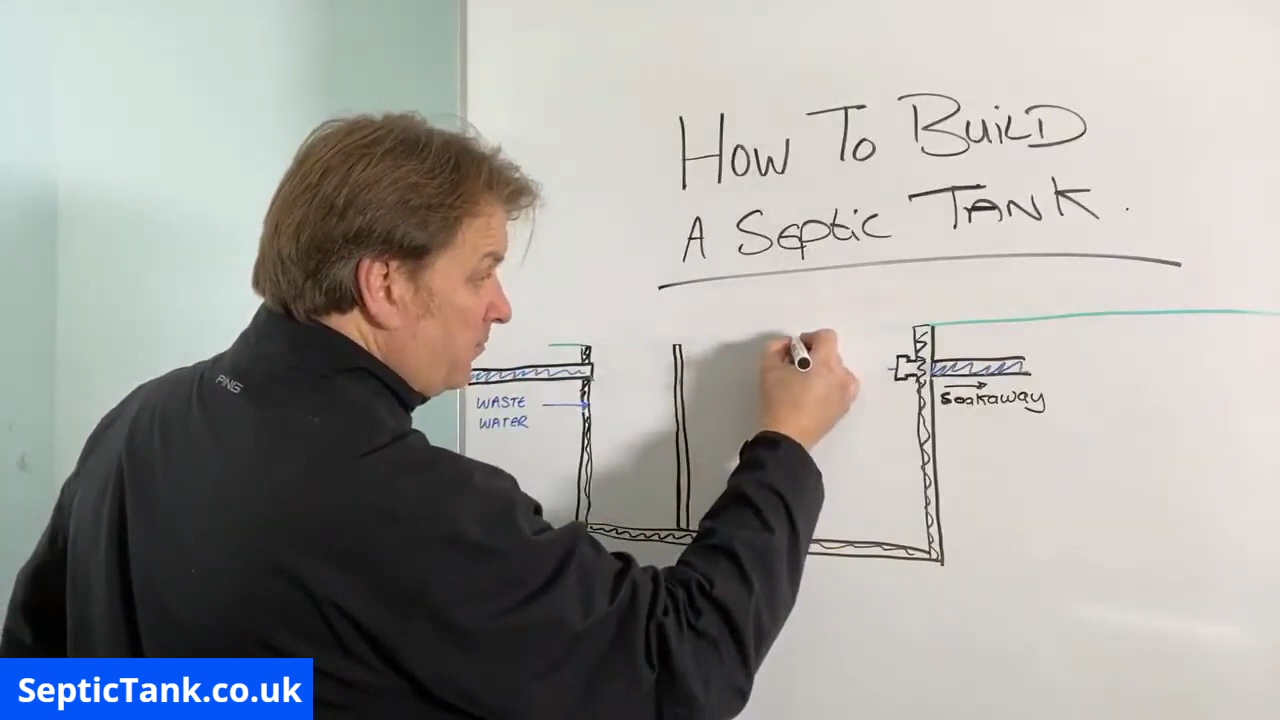 How To Build
A Septic TANK.
WASTE
WATER
Soakaway
PING
SepticTank.co.uk